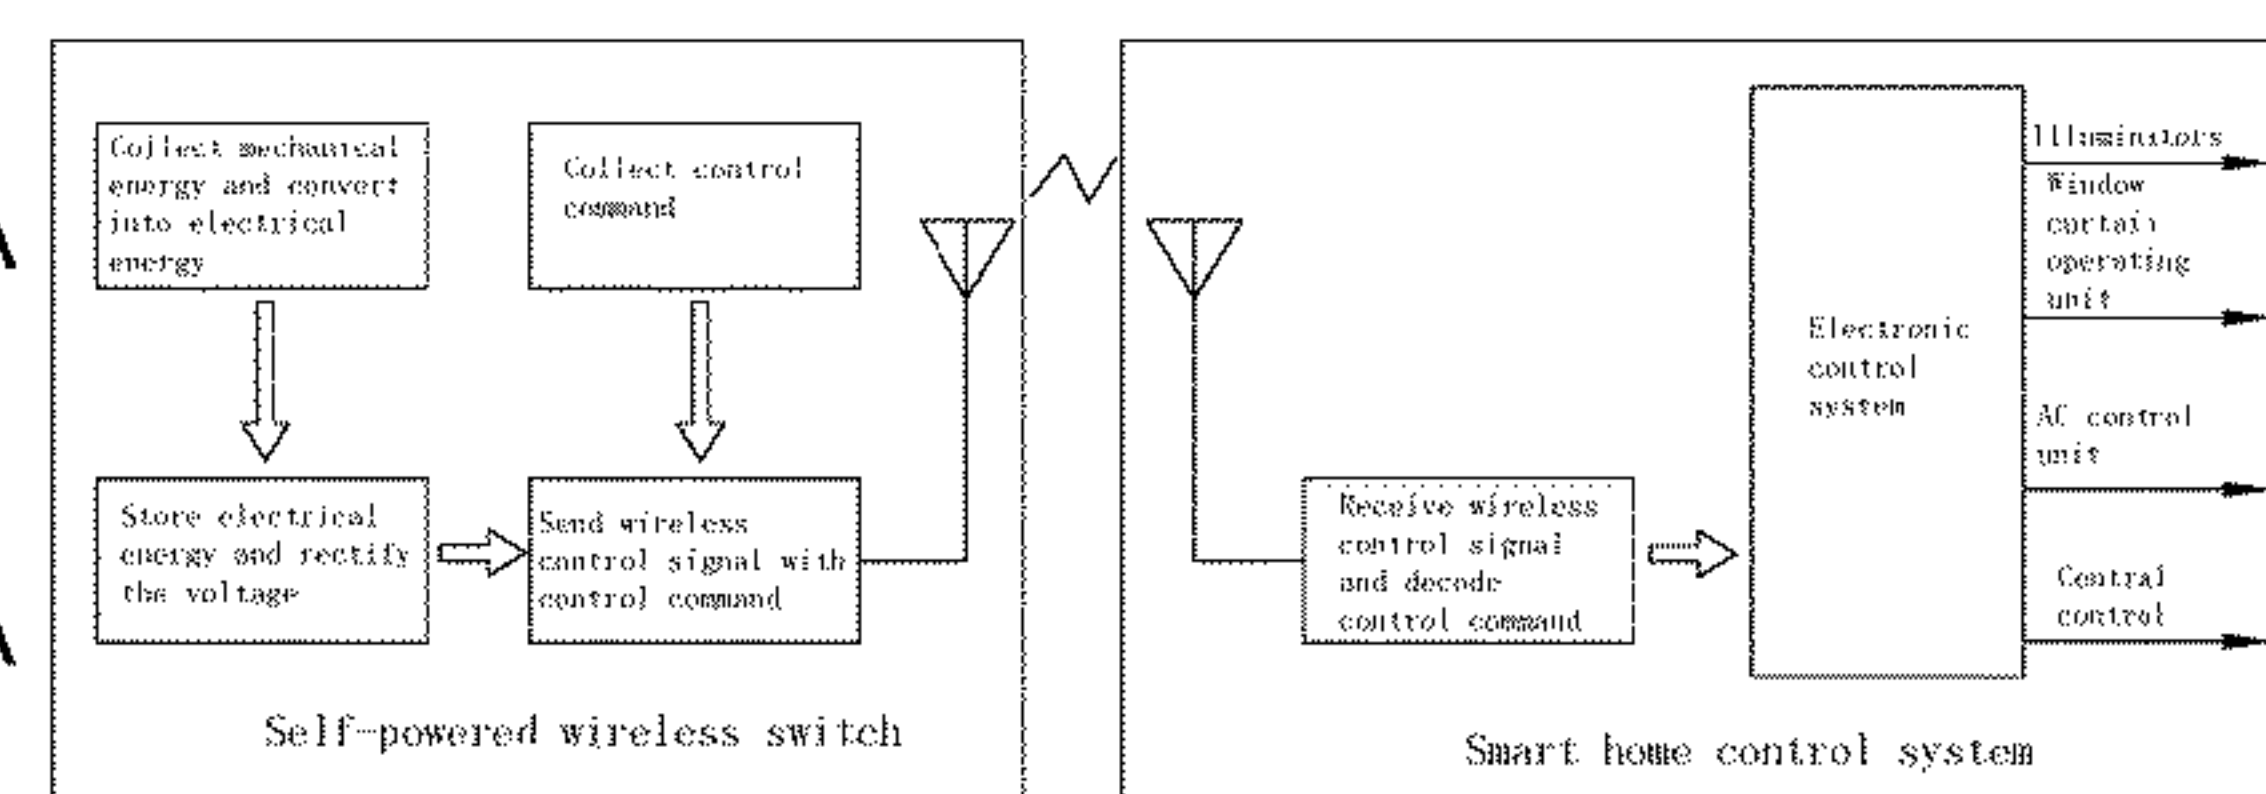 Collect mechanical
energy and convert
into electrical
energy
Collect control
command
Store electrical
energy and rectify
the voltage
Send wireless
control signal with
control command
Self-powered wireless switch
Receive wireless
control signal
and decode
control command
Electronic
control
system
Illuminators
Window
curtain
operating
unit
AC control
unit
Central
control
Smart home control system